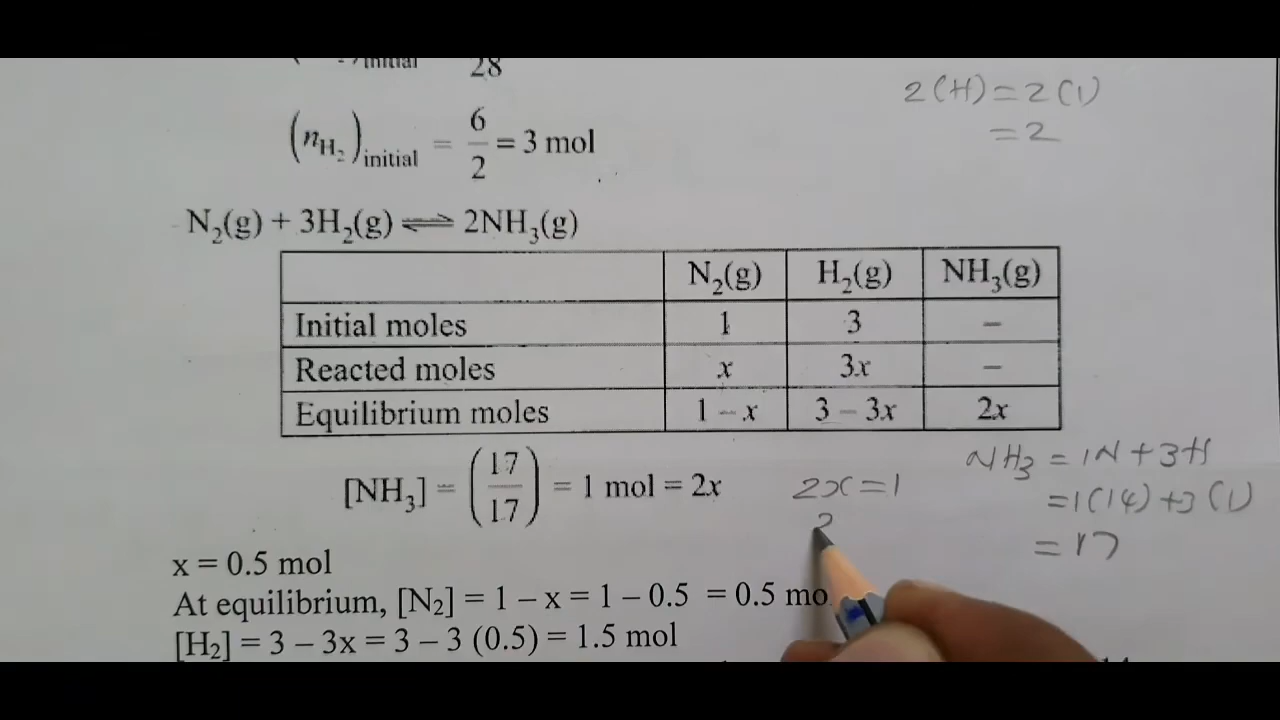 initial 28
2(H) = 2(1)
(n H₂) initial = 6/2 = 3 mol
= 2
N₂(g) + 3H₂(g) ⇌ 2NH₃(g)
N₂(g) H₂(g) NH₃(g)
Initial moles 1 3 –
Reacted moles x 3x –
Equilibrium moles 1 – x 3 – 3x 2x
[NH₃] = (17/17) = 1 mol = 2x
2x = 1
2
NH₃ = 1N + 3H
= 1(14) + 3(1)
= 17
x = 0.5 mol
At equilibrium, [N₂] = 1 – x = 1 – 0.5 = 0.5 mo
[H₂] = 3 – 3x = 3 – 3 (0.5) = 1.5 mol